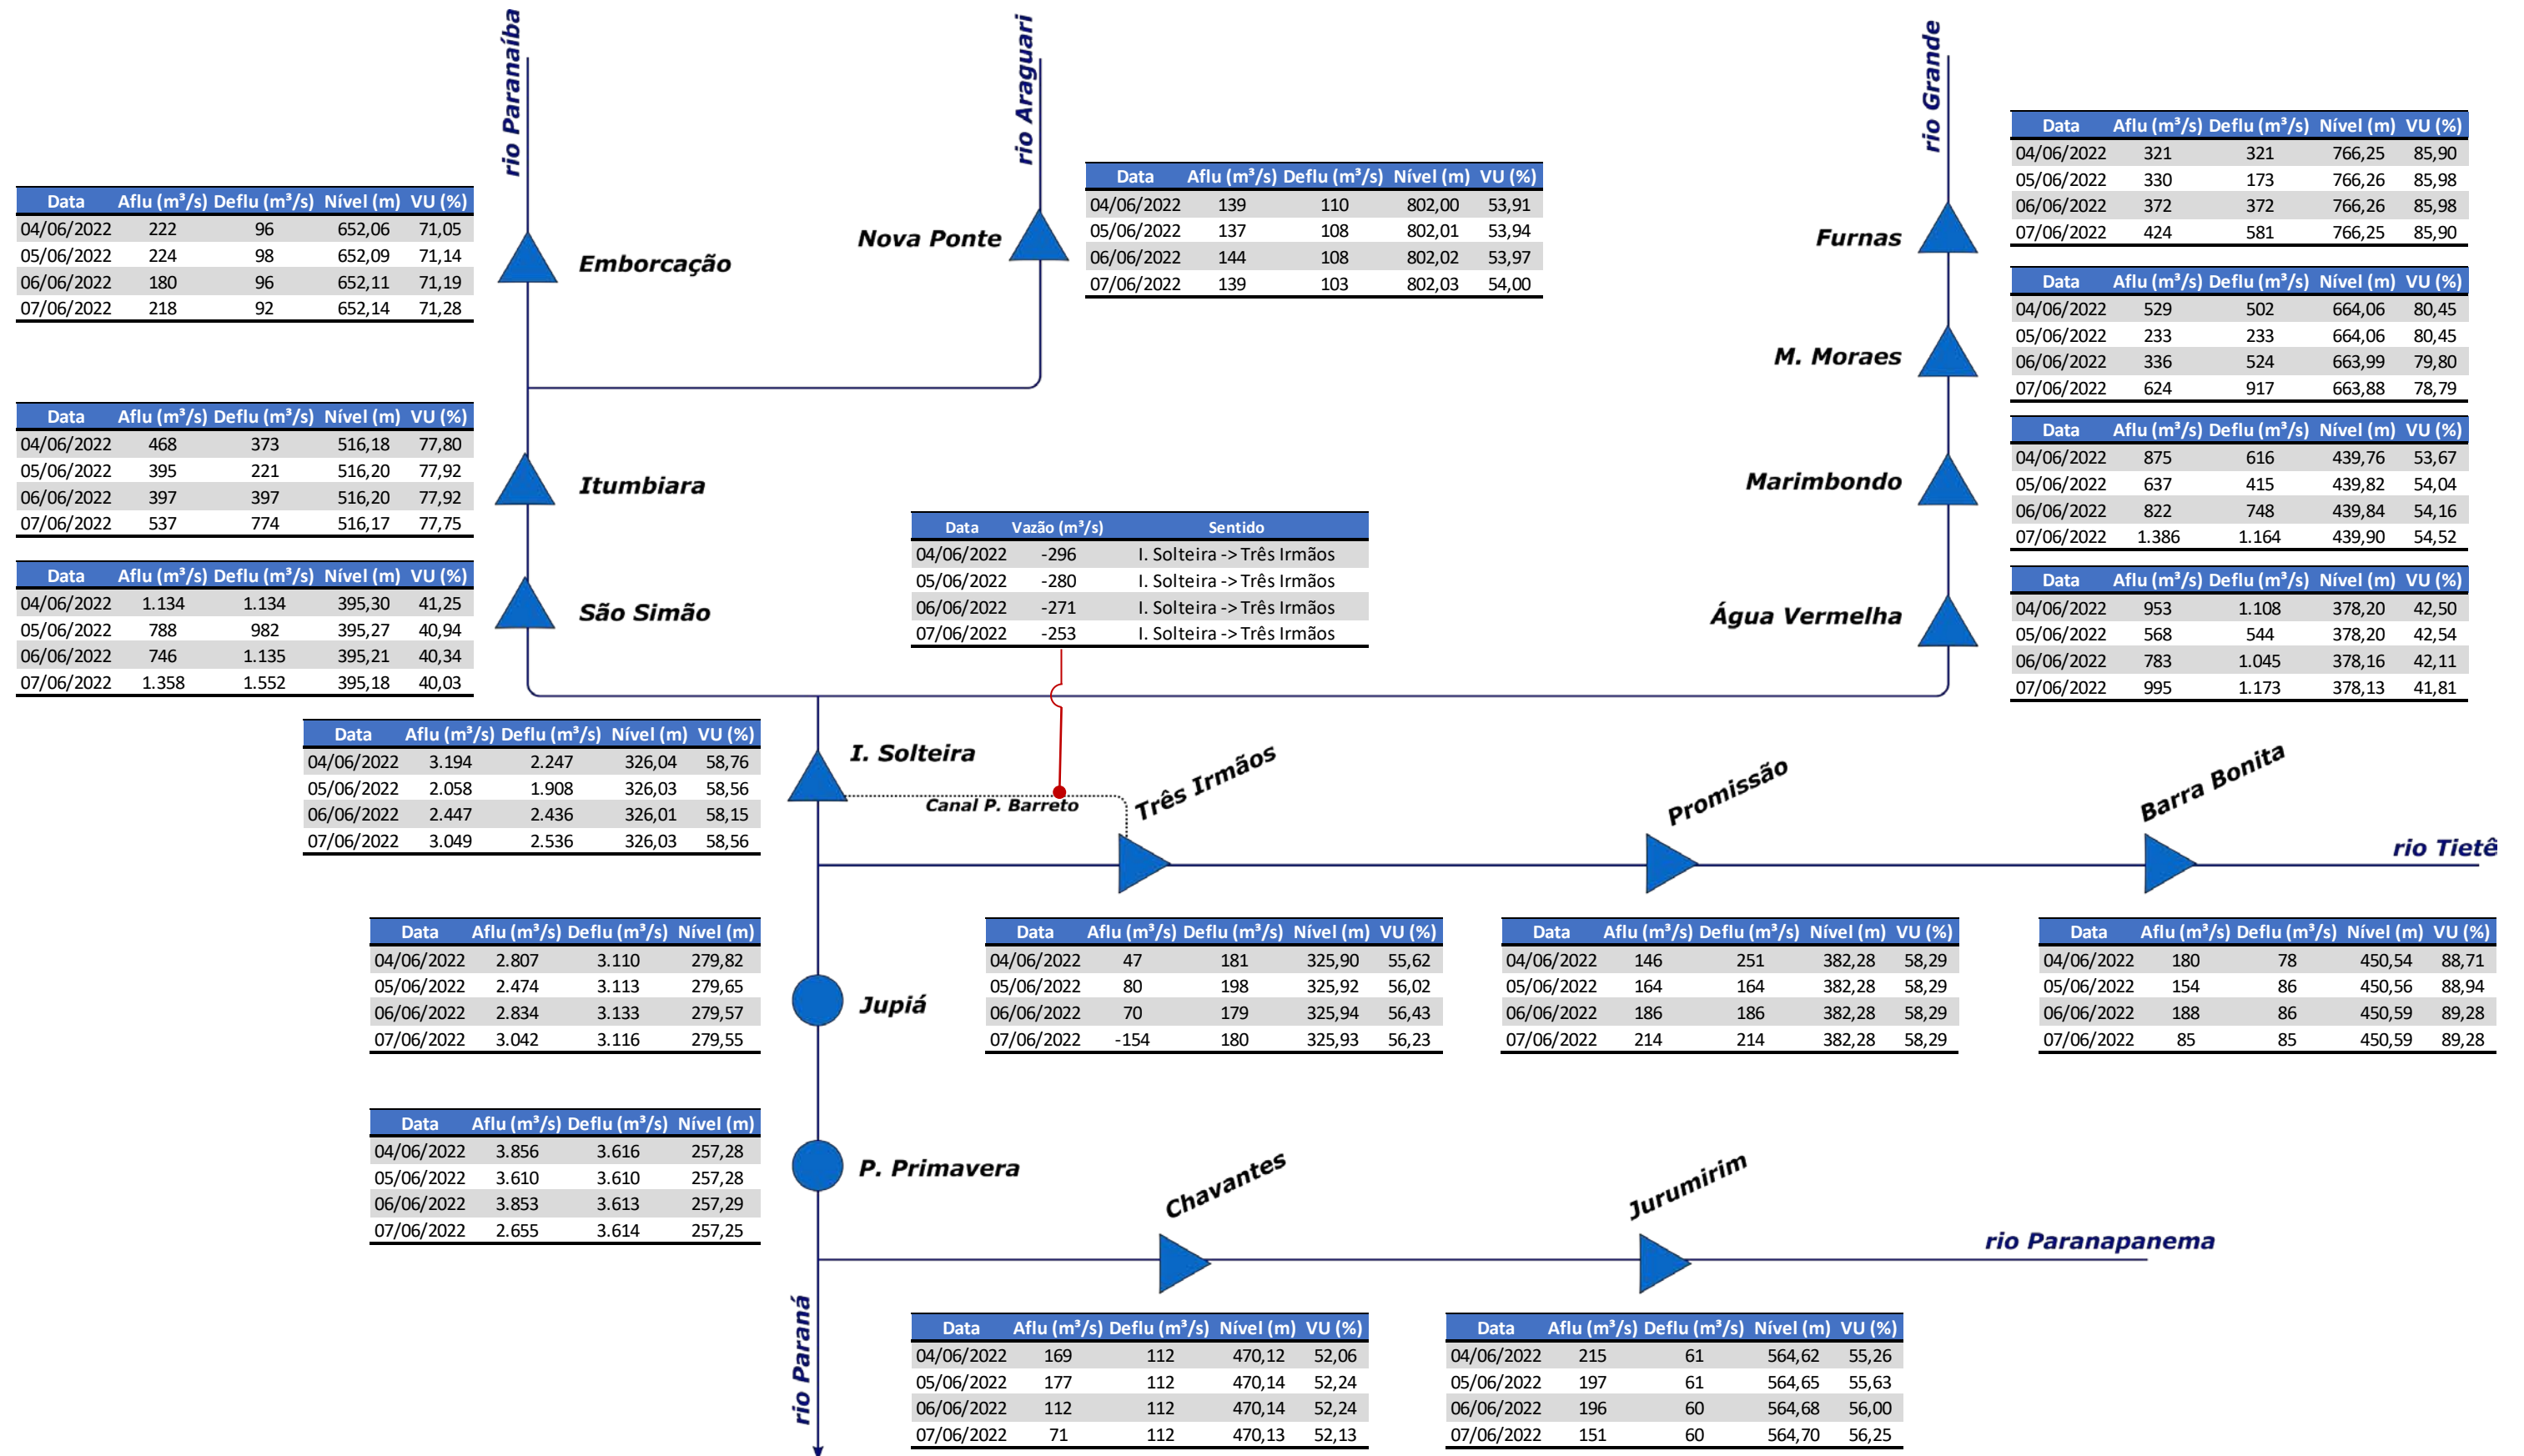 rio Paranaíba
rio Araguari
rio Grande
Data Aflu (m³/s) Deflu (m³/s) Nível (m) VU (%)
04/06/2022 222 96 652,06 71,05
05/06/2022 224 98 652,09 71,14
06/06/2022 180 96 652,11 71,19
07/06/2022 218 92 652,14 71,28
Emborcação
Nova Ponte
Data Aflu (m³/s) Deflu (m³/s) Nível (m) VU (%)
04/06/2022 139 110 802,00 53,91
05/06/2022 137 108 802,01 53,94
06/06/2022 144 108 802,02 53,97
07/06/2022 139 103 802,03 54,00
Furnas
Data Aflu (m³/s) Deflu (m³/s) Nível (m) VU (%)
04/06/2022 321 321 766,25 85,90
05/06/2022 330 173 766,26 85,98
06/06/2022 372 372 766,26 85,98
07/06/2022 424 581 766,25 85,90
M. Moraes
Data Aflu (m³/s) Deflu (m³/s) Nível (m) VU (%)
04/06/2022 529 502 664,06 80,45
05/06/2022 233 233 664,06 80,45
06/06/2022 336 524 663,99 79,80
07/06/2022 624 917 663,88 78,79
Data Aflu (m³/s) Deflu (m³/s) Nível (m) VU (%)
04/06/2022 468 373 516,18 77,80
05/06/2022 395 221 516,20 77,92
06/06/2022 397 397 516,20 77,92
07/06/2022 537 774 516,17 77,75
Itumbiara
Marimbondo
Data Aflu (m³/s) Deflu (m³/s) Nível (m) VU (%)
04/06/2022 875 616 439,76 53,67
05/06/2022 637 415 439,82 54,04
06/06/2022 822 748 439,84 54,16
07/06/2022 1.386 1.164 439,90 54,52
Data Aflu (m³/s) Deflu (m³/s) Nível (m) VU (%)
04/06/2022 1.134 1.134 395,30 41,25
05/06/2022 788 982 395,27 40,94
06/06/2022 746 1.135 395,21 40,34
07/06/2022 1.358 1.552 395,18 40,03
São Simão
Data Vazão (m³/s) Sentido
04/06/2022 -296 I. Solteira -> Três Irmãos
05/06/2022 -280 I. Solteira -> Três Irmãos
06/06/2022 -271 I. Solteira -> Três Irmãos
07/06/2022 -253 I. Solteira -> Três Irmãos
Água Vermelha
Data Aflu (m³/s) Deflu (m³/s) Nível (m) VU (%)
04/06/2022 953 1.108 378,20 42,50
05/06/2022 568 544 378,20 42,54
06/06/2022 783 1.045 378,16 42,11
07/06/2022 995 1.173 378,13 41,81
Data Aflu (m³/s) Deflu (m³/s) Nível (m) VU (%)
04/06/2022 3.194 2.247 326,04 58,76
05/06/2022 2.058 1.908 326,03 58,56
06/06/2022 2.447 2.436 326,01 58,15
07/06/2022 3.049 2.536 326,03 58,56
I. Solteira
Canal P. Barreto
Três Irmãos
Promissão
Barra Bonita
rio Tietê
Data Aflu (m³/s) Deflu (m³/s) Nível (m)
04/06/2022 2.807 3.110 279,82
05/06/2022 2.474 3.113 279,65
06/06/2022 2.834 3.133 279,57
07/06/2022 3.042 3.116 279,55
Jupiá
Data Aflu (m³/s) Deflu (m³/s) Nível (m) VU (%)
04/06/2022 47 181 325,90 55,62
05/06/2022 80 198 325,92 56,02
06/06/2022 70 179 325,94 56,43
07/06/2022 -154 180 325,93 56,23
Data Aflu (m³/s) Deflu (m³/s) Nível (m) VU (%)
04/06/2022 146 251 382,28 58,29
05/06/2022 164 164 382,28 58,29
06/06/2022 186 186 382,28 58,29
07/06/2022 214 214 382,28 58,29
Data Aflu (m³/s) Deflu (m³/s) Nível (m) VU (%)
04/06/2022 180 78 450,54 88,71
05/06/2022 154 86 450,56 88,94
06/06/2022 188 86 450,59 89,28
07/06/2022 85 85 450,59 89,28
Data Aflu (m³/s) Deflu (m³/s) Nível (m)
04/06/2022 3.856 3.616 257,28
05/06/2022 3.610 3.610 257,28
06/06/2022 3.853 3.613 257,29
07/06/2022 2.655 3.614 257,25
P. Primavera
Chavantes
Jurumirim
rio Paranapanema
rio Paraná
Data Aflu (m³/s) Deflu (m³/s) Nível (m) VU (%)
04/06/2022 169 112 470,12 52,06
05/06/2022 177 112 470,14 52,24
06/06/2022 112 112 470,14 52,24
07/06/2022 71 112 470,13 52,13
Data Aflu (m³/s) Deflu (m³/s) Nível (m) VU (%)
04/06/2022 215 61 564,62 55,26
05/06/2022 197 61 564,65 55,63
06/06/2022 196 60 564,68 56,00
07/06/2022 151 60 564,70 56,25